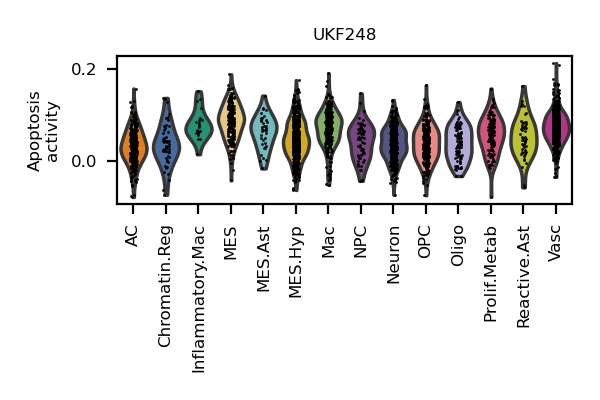 UKF248
Apoptosis
activity
0.2
0.0
AC
Chromatin.Reg
Inflammatory.Mac
MES
MES.Ast
MES.Hyp
Mac
NPC
Neuron
OPC
Oligo
Prolif.Metab
Reactive.Ast
Vasc